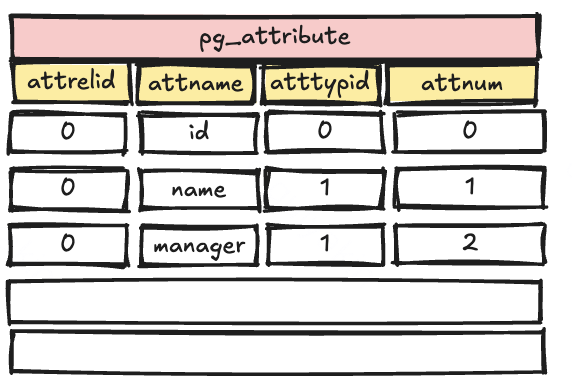 pg_attribute
attrelid attname atttypid attnum
0 id 0 0
0 name 1 1
0 manager 1 2